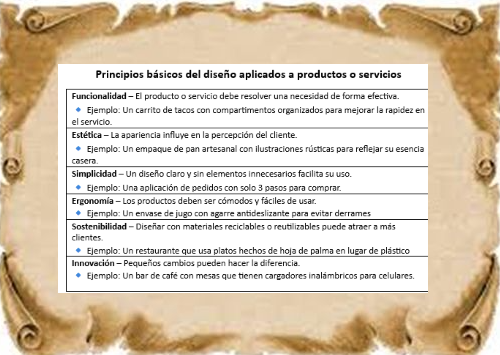 Principios básicos del diseño aplicados a productos o servicios
Funcionalidad – El producto o servicio debe resolver una necesidad de forma efectiva.
Ejemplo: Un carrito de tacos con compartimentos organizados para mejorar la rapidez en
el servicio.
Estética – La apariencia influye en la percepción del cliente.
Ejemplo: Un empaque de pan artesanal con ilustraciones rústicas para reflejar su esencia
casera.
Simplicidad – Un diseño claro y sin elementos innecesarios facilita su uso.
Ejemplo: Una aplicación de pedidos con solo 3 pasos para comprar.
Ergonomía – Los productos deben ser cómodos y fáciles de usar.
Ejemplo: Un envase de jugo con agarre antideslizante para evitar derrames
Sostenibilidad – Diseñar con materiales reciclables o reutilizables puede atraer a más
clientes.
Ejemplo: Un restaurante que usa platos hechos de hoja de palma en lugar de plástico
Innovación – Pequeños cambios pueden hacer la diferencia.
Ejemplo: Un bar de café con mesas que tienen cargadores inalámbricos para celulares.